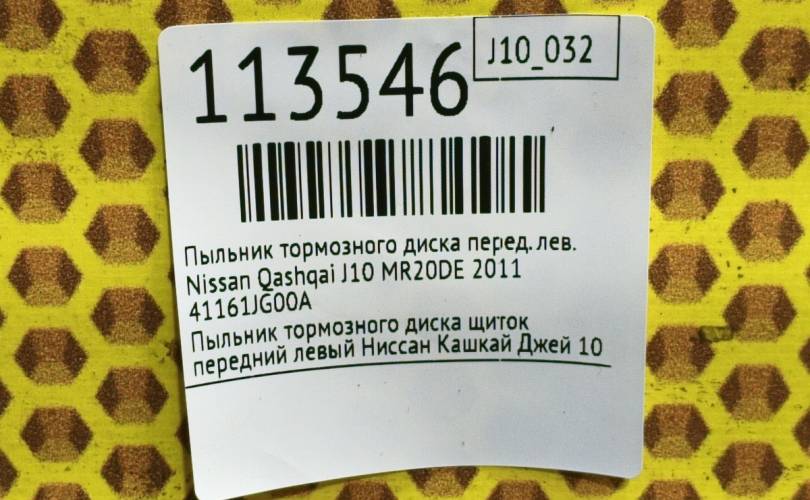 113546
J10_032
Пыльник тормозного диска перед. лев.
Nissan Qashqai J10 MR20DE 2011
41161JG00A
Пыльник тормозного диска щиток
передний левый Ниссан Кашкай Джей 10